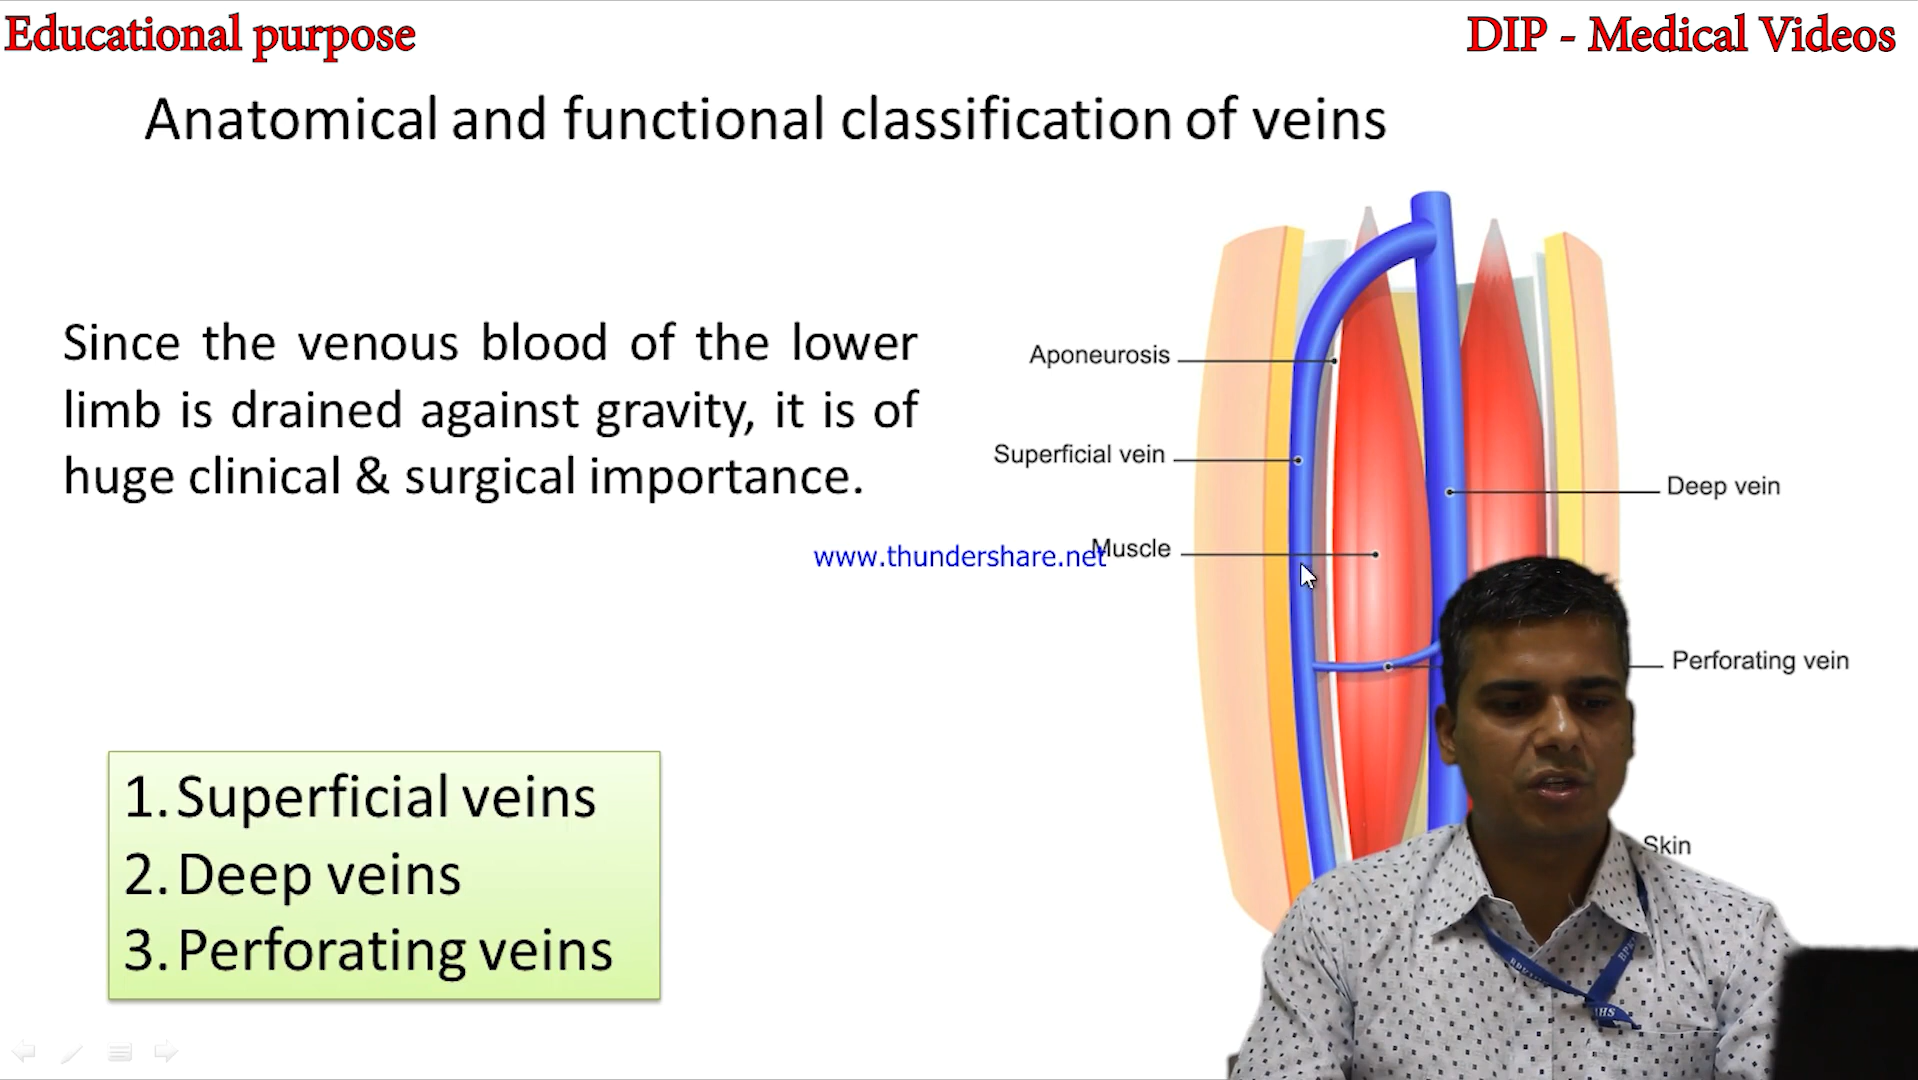 Educational purpose
DIP - Medical Videos
Anatomical and functional classification of veins
Since the venous blood of the lower
limb is drained against gravity, it is of
huge clinical & surgical importance.
Aponeurosis
Superficial vein
Deep vein
www.thundershare.net
Muscle
Perforating vein
Skin
1. Superficial veins
2. Deep veins
3. Perforating veins